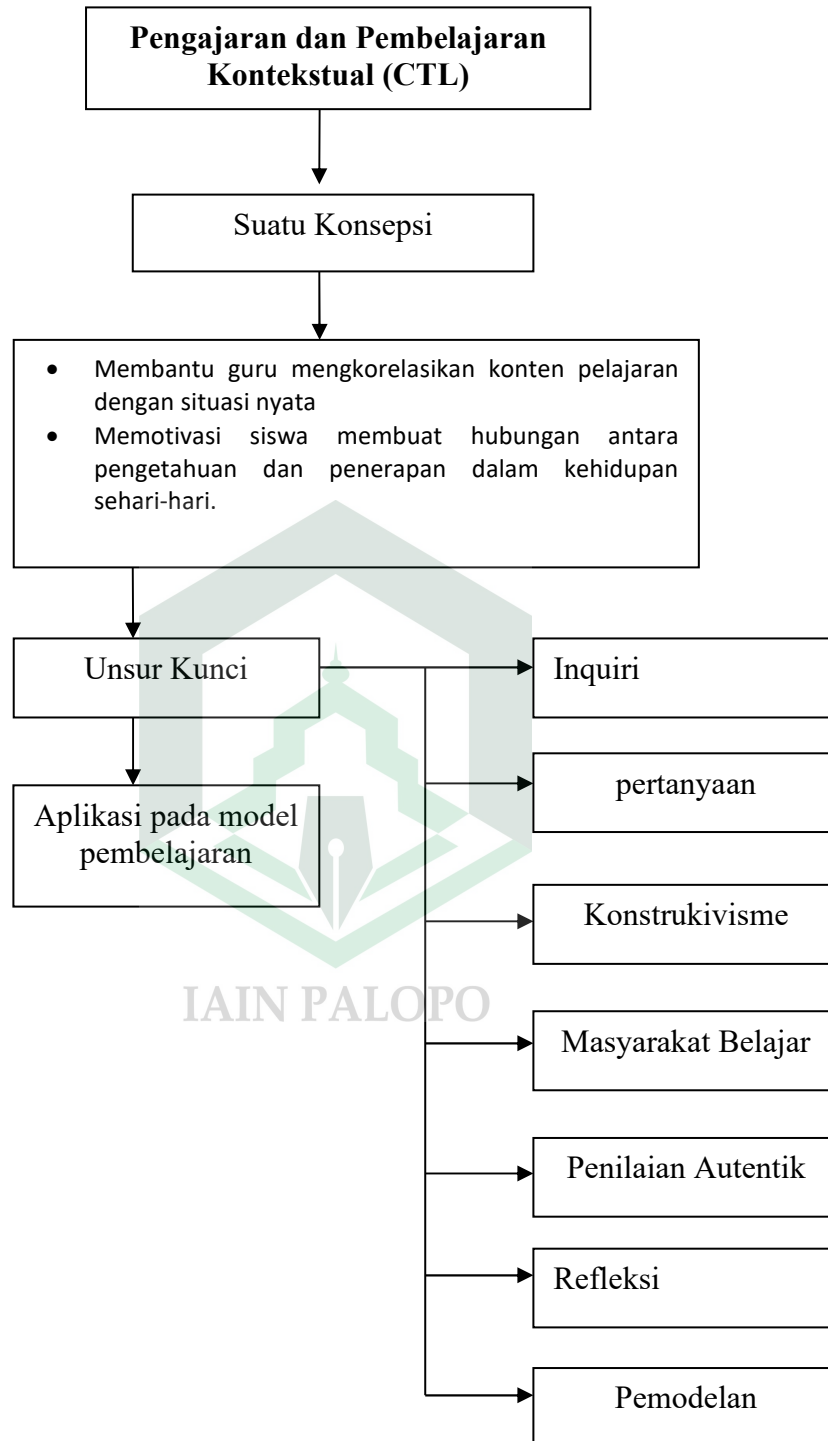 Pengajaran dan Pembelajaran
Kontekstual (CTL)
Suatu Konsepsi
• Membantu guru mengkorelasikan konten pelajaran
dengan situasi nyata
• Memotivasi siswa membuat hubungan antara
pengetahuan dan penerapan dalam kehidupan
sehari-hari.
Unsur Kunci
Aplikasi pada model
pembelajaran
Inquiri
pertanyaan
Konstrukivisme
Masyarakat Belajar
Penilaian Autentik
Refleksi
Pemodelan
IAIN PALOPO